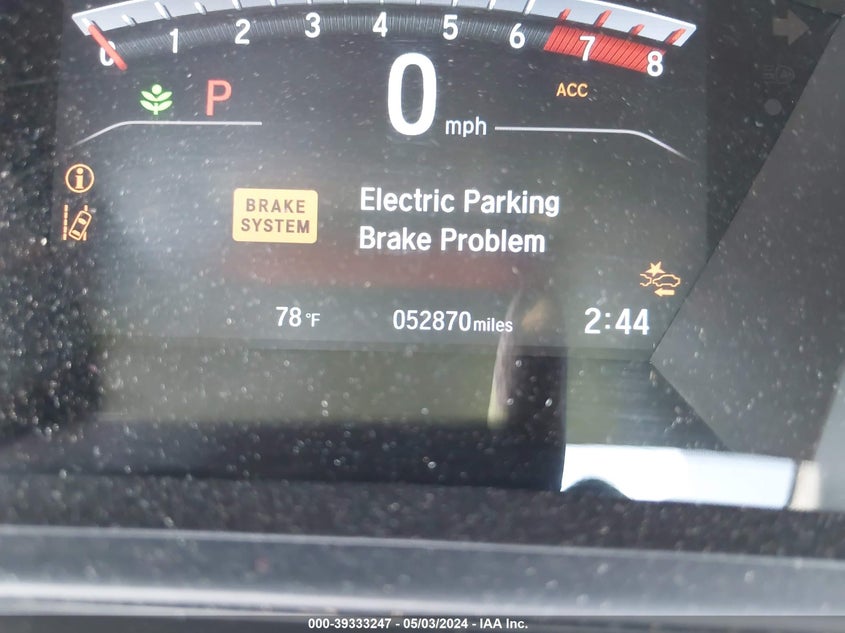 0 1 2 3 4 5 6 7 8
P 0 mph ACC
BRAKE SYSTEM
Electric Parking
Brake Problem
78°F 052870 miles 2:44
000-39333247 - 05/03/2024 - IAA Inc.